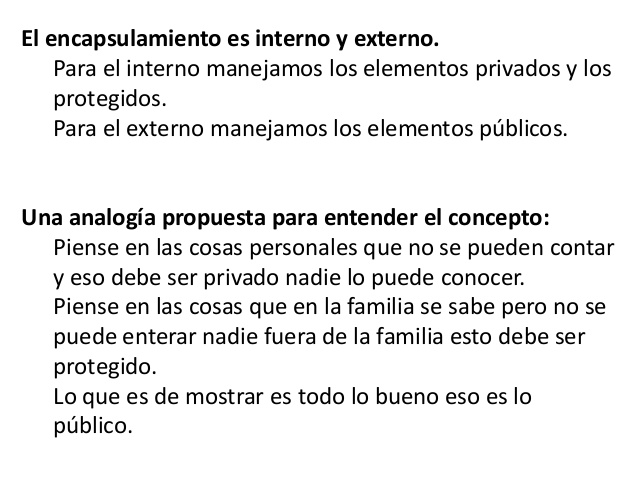 El encapsulamiento es interno y externo.
Para el interno manejamos los elementos privados y los
protegidos.
Para el externo manejamos los elementos públicos.
Una analogía propuesta para entender el concepto:
Piense en las cosas personales que no se pueden contar
y eso debe ser privado nadie lo puede conocer.
Piense en las cosas que en la familia se sabe pero no se
puede enterar nadie fuera de la familia esto debe ser
protegido.
Lo que es de mostrar es todo lo bueno eso es lo
público.